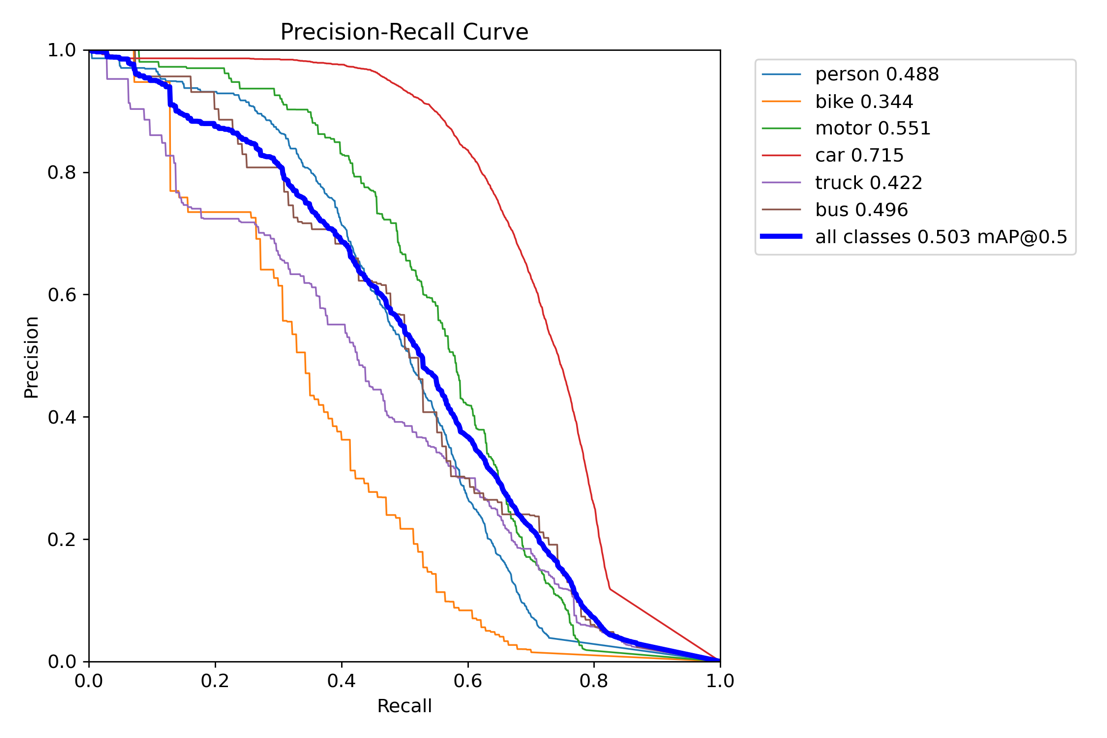 Precision-Recall Curve
1.0
0.8
0.6
0.4
0.2
0.0
Precision
0.0 0.2 0.4 0.6 0.8 1.0
Recall
person 0.488
bike 0.344
motor 0.551
car 0.715
truck 0.422
bus 0.496
all classes 0.503 mAP@0.5